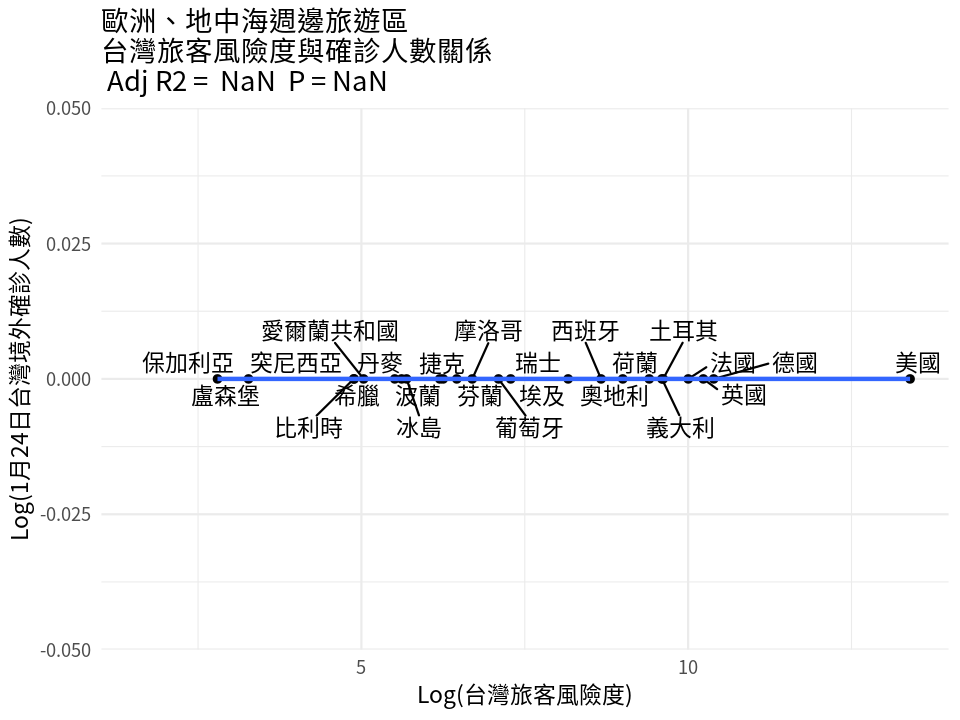 歐洲、地中海週邊旅遊區
台灣旅客風險度與確診人數關係
Adj R2 = NaN P = NaN
Log(1月24日台灣境外確診人數)
0.050
0.025
0.000
-0.025
-0.050
愛爾蘭共和國 摩洛哥 西班牙 土耳其
保加利亞 突尼西亞 丹麥 捷克 瑞士 荷蘭 法國 德國 美國
盧森堡 希臘 波蘭 芬蘭 埃及 奧地利 英國
比利時 冰島 葡萄牙 義大利
5 10
Log(台灣旅客風險度)